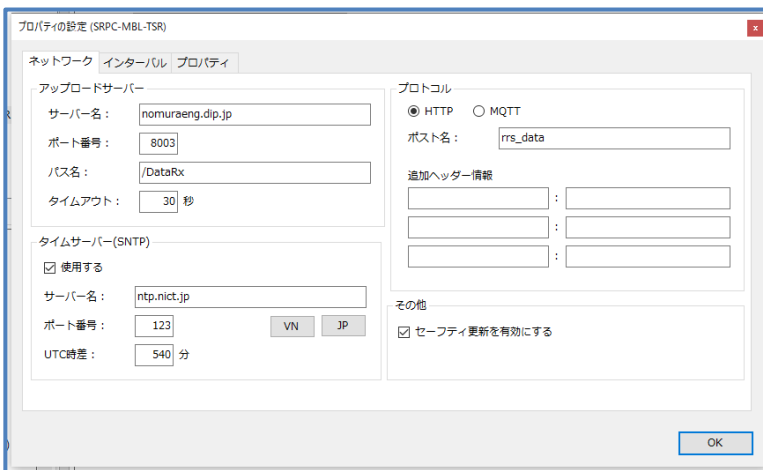 プロパティの設定 (SRPC-MBL-TSR)
x
ネットワーク インターバル プロパティ
アップロードサーバー
サーバー名： nomuraeng.dip.jp
ポート番号： 8003
パス名： /DataRx
タイムアウト： 30 秒
タイムサーバー(SNTP)
使用する
サーバー名： ntp.nict.jp
ポート番号： 123 VN JP
UTC時差： 540 分
プロトコル
HTTP MQTT
ポスト名： rrs_data
追加ヘッダー情報
:
:
:
その他
セーフティ更新を有効にする
OK